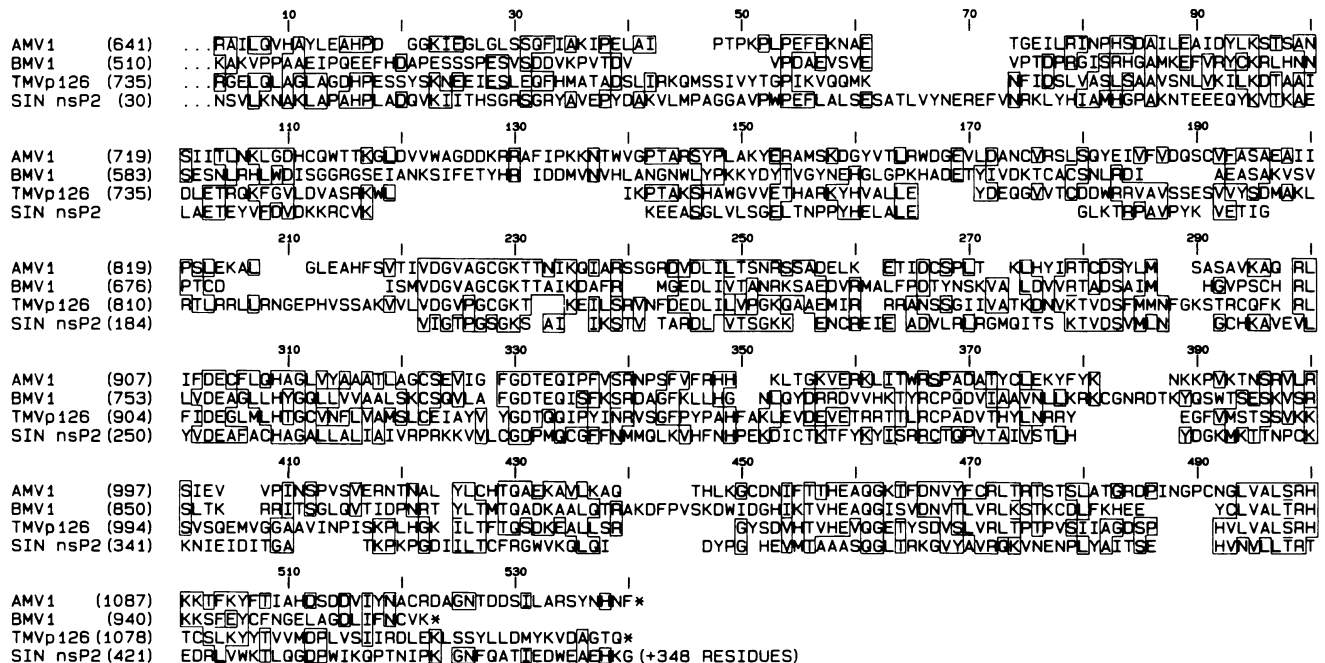 10 30 50 70 90
AMV1 (641) ...RAILQVHAYLEAHPD GGKIEGLGLSSQFIAKIPELAI PTPKPLPEFEKNAE TGEILRINPHSDAILEAIDYLKSTSAN
BMV1 (510) ...KAKVPPAAEIPQEEFHDAPESSSPESVSDDVKPVTDV VPDAEVSVE VPTDPRGISRHGAMKEFVRYCKRLHNN
TMVp126 (735) ...RGELQLAGLAGDHPESSYSKNEEIESLEQFHMATADSLIRKQMSSIVYTGPIKVQQMK NFIDSLVASLSAAVSNLVKILKDTAAI
SIN nsP2 (30) ...NSVLKNAKLAPAHPLADQVKIITHSGRSGRYAVEPYDAKVLMPAGGAVPWPEFLALSESATLVYNEREFVNRKLYHIAMHGPAKNTEEEQYKVTKAE
110 130 150 170 190
AMV1 (719) SIITLNKLGDHCQWTTKGLDVVWAGDDKRRAFIPKKNTWVGPTARSYPLAKYERAMSKDGYVTLRWDGEVLDANCVRSLSQYEIVFVDQSCVFASAEAII
BMV1 (583) SESNLRHLWDISGGRGSEIANKSIFETYHR IDDMVNVHLANGNWLYPKKYDYTVGYNEHGLGPKHADETYIVDKTCACSNLRDI AEASAKVSV
TMVp126 (735) DLETRQKFGVLDVASRKWL IKPTAKSHAWGVVETHARKYHVALLE YDEQGVVTCDDWRRVAVSSESVVYSDMAKL
SIN nsP2 LAETEYVFDVDKKRCVK KEEASGLVLSGELTNPPYHELALE GLKTRPAVPYK VETIG
210 230 250 270 290
AMV1 (819) PSLEKAL GLEAHFSVTIVDGVAGCGKTTNIKQIARSSGRDVDLILTSNRSSADELK ETIDCSPLT KLHYIRTCDSYLM SASAVKAQ RL
BMV1 (676) PTCD ISMVDGVAGCGKTTAIKDAFR MGEDLIVTANRKSAEDVRMALFPDTYNSKVA LDVVRTADSAIM HGVPSCH RL
TMVp126 (810) RTLRRLLRNGEPHVSSAKVVLVDGVPGCGKT KEILSRVNFDEDLILVPGKQAAEMIR RRANSSGIIVATKDNVKTVDSFMMNFGKSTRCQFK RL
SIN nsP2 (184) VIGTPGSGKS AI IKSTV TARDL VTSGKK ENCREIE ADVLRLRGMQITS KTVDSVMLN GCHKAVEVL
310 330 350 370 390
AMV1 (907) IFDECFLQHAGLVYAAATLAGCSEVIG FGDTEQIPFVSRNPSFVFRHH KLTGKVERKLITWRSPADATYCLEKYFYK NKKPVKTNSRVLR
BMV1 (753) LVDEAGLLHYGQLLVVAALSKCSQVLA FGDTEQISFKSRDAGFKLLHG NLQYDRRDVVHKTYRCPQDVIAAVNLLKRKCGNRDTKYQSWTSESKVSR
TMVp126 (904) FIDEGLMLHTGCVNFLVAMSLCEIAYV YGDTQQIPYINRVSGFPYPAHFAKLEVDEVETRRTTLRCPADVTHYLNRRY EGFVMSTSSVKK
SIN nsP2 (250) YVDEAFACHAGALLALIAIVRPRKKVVLCGDPMQCGFFNMMQLKVHFNHPEKDICTKTFYKYISRRCTQPVTAIVSTLH YDGKMKTTNPCK
410 430 450 470 490
AMV1 (997) SIEV VPINSPVSVERNTNAL YLCHTQAEKAVLKAQ THLKGCDNIFTTHEAQGKTFDNVYFCRLTRTSTSLATGRDPINGPCNGLVALSRH
BMV1 (850) SLTK RRITSGLQVTIDPNRT YLTMTQADKAALQTRAKDFPVSKDWIDGHIKTVHEAQGISVDNVTLVRLKSTKCDLFKHEE YCLVALTRH
TMVp126 (994) SVSQEMVGGAAVINPISKPLHGK ILTFTQSDKEALLSR GYSDVHTVHEVQGETYSDVSLVRLTPTPVSIIAGDSP HVLVALSRH
SIN nsP2 (341) KNIEIDITGA TKPKPGDIILTCFRGWVKQLQI DYPG HEVMTAAASQGLTRKGVYAVRQKVNENPLYAITSE HVNVLLTRT
510 530
AMV1 (1087) KKTFKYFTIAHDSDDVIYNACRDAGNTDDSILARSYNHNF*
BMV1 (940) KKSFEYCFNGELAGDLIFNCVK*
TMVp126 (1078) TCSLKYYTVVMDPLVSIIRDLEKLSSYLLDMYKVDAGTQ*
SIN nsP2 (421) EDRLVWKTLQGDPWIKQPTNIPK GNFQATIEDWEAEHKG (+348 RESIDUES)